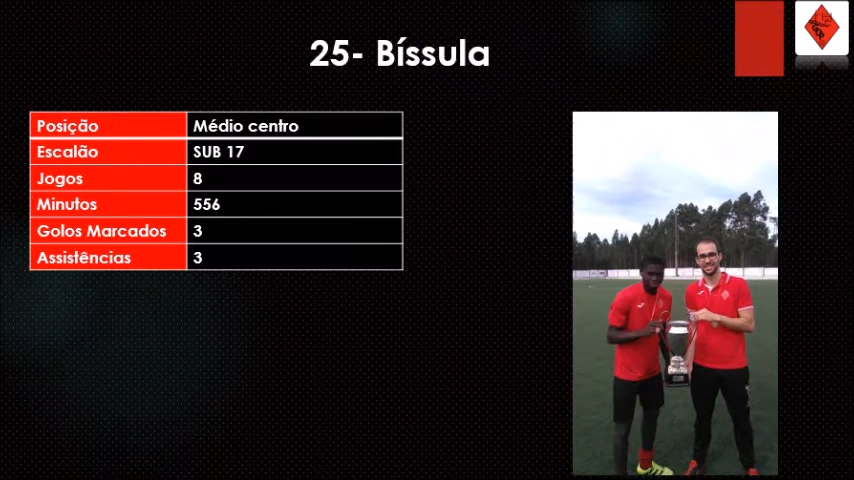 25- Bíssula
Posição Médio centro
Escalão SUB 17
Jogos 8
Minutos 556
Golos Marcados 3
Assistências 3